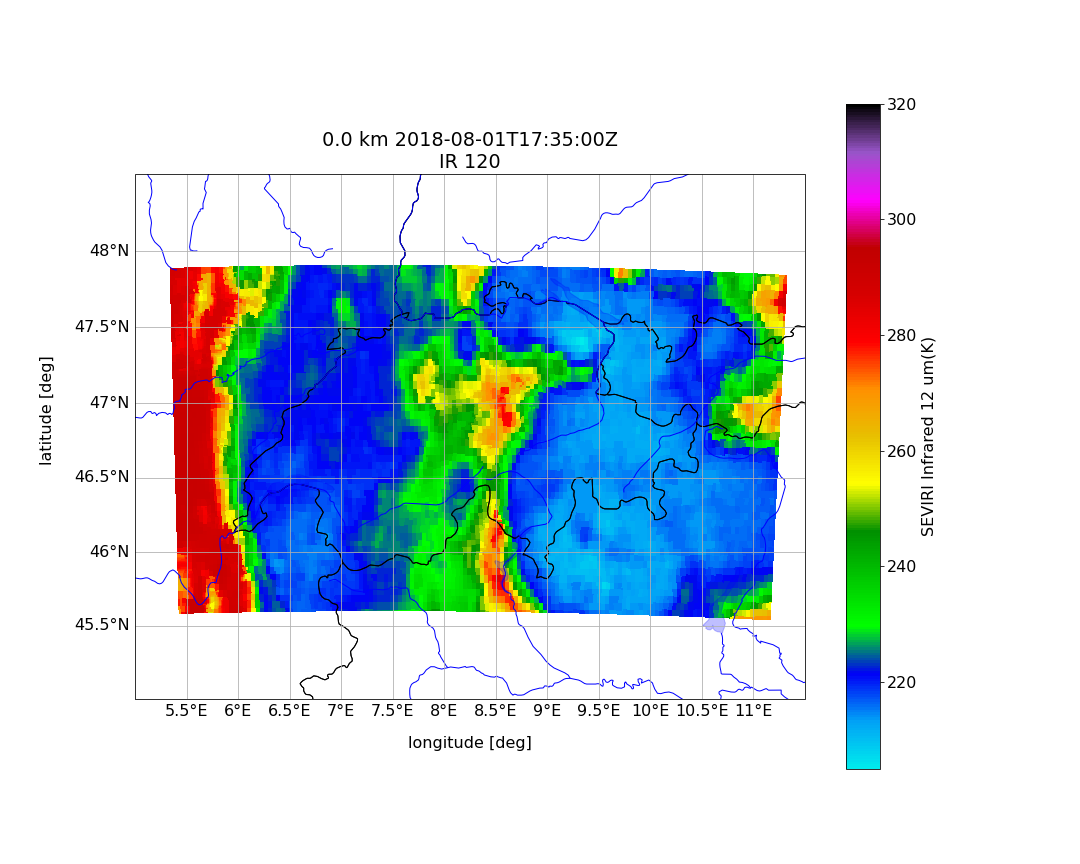 0.0 km 2018-08-01T17:35:00Z
IR 120
48°N
47.5°N
47°N
46.5°N
46°N
45.5°N
latitude [deg]
5.5°E 6°E 6.5°E 7°E 7.5°E 8°E 8.5°E 9°E 9.5°E 10°E 10.5°E 11°E
longitude [deg]
320
300
280
260
240
220
SEVIRI Infrared 12 um(K)